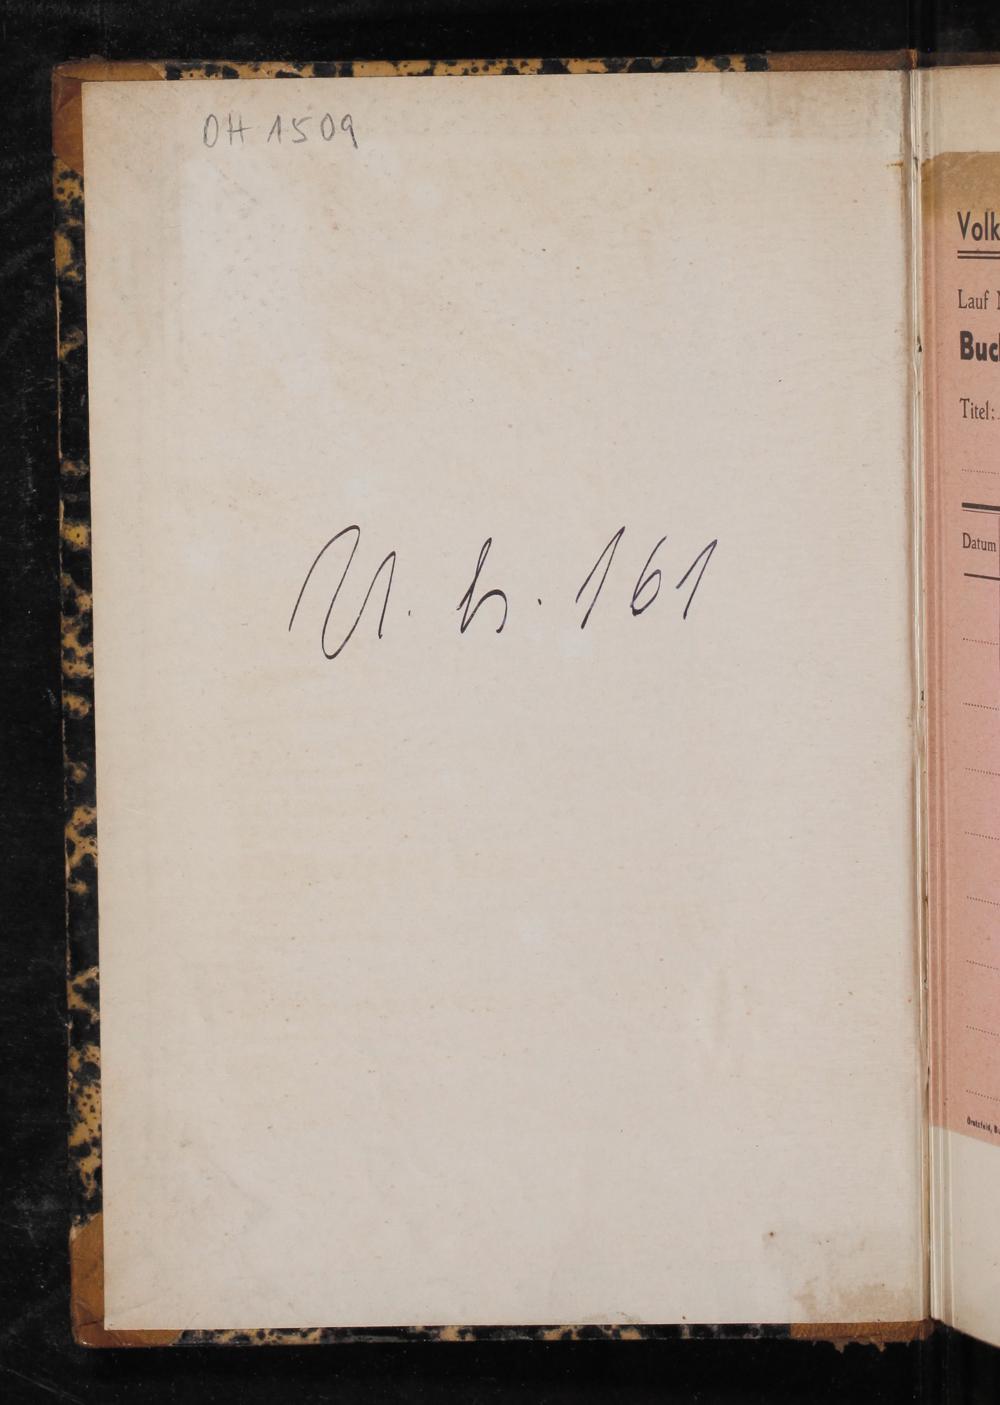 OH 1509
U. b. 161
Volk
Lauf
Buc
Titel:
Datum